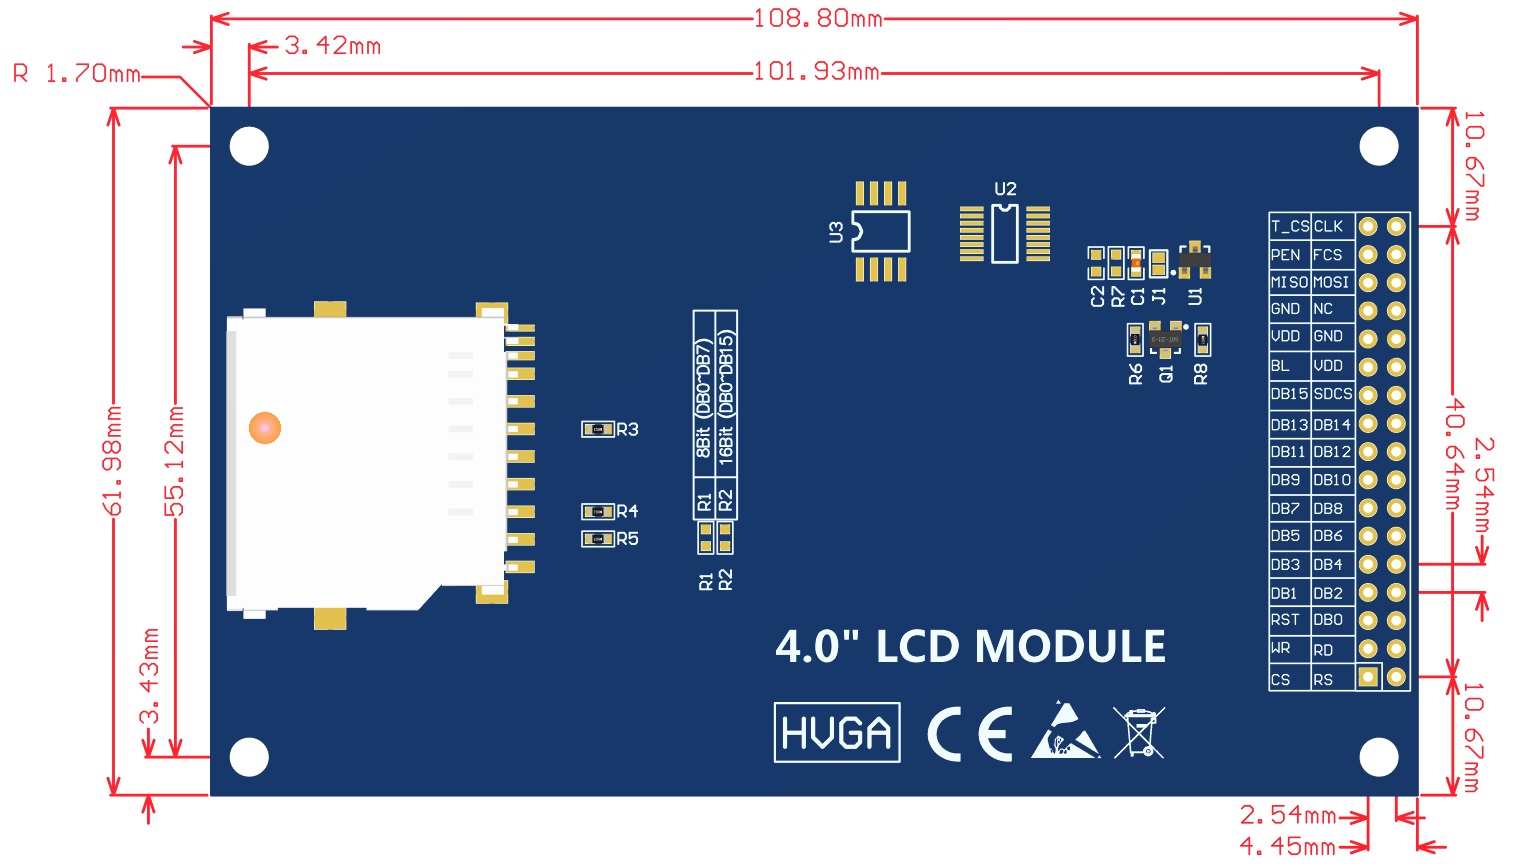 108.80mm
3.42mm
R 1.70mm
101.93mm
10.67mm
61.98mm
55.12mm
3.43mm
40.64mm
2.54mm
10.67mm
2.54mm
4.45mm
U3
U2
C2
R7
C1
J1
U1
R6
Q1
R8
R3
R4
R5
R1 8Bit (DB0~DB7)
R2 16Bit (DB0~DB15)
R1
R2
T_CS CLK
PEN FCS
MISO MOSI
GND NC
VDD GND
BL VDD
DB15 SDCS
DB13 DB14
DB11 DB12
DB9 DB10
DB7 DB8
DB5 DB6
DB3 DB4
DB1 DB2
RST DB0
WR RD
CS RS
4.0" LCD MODULE
HVGA
CE